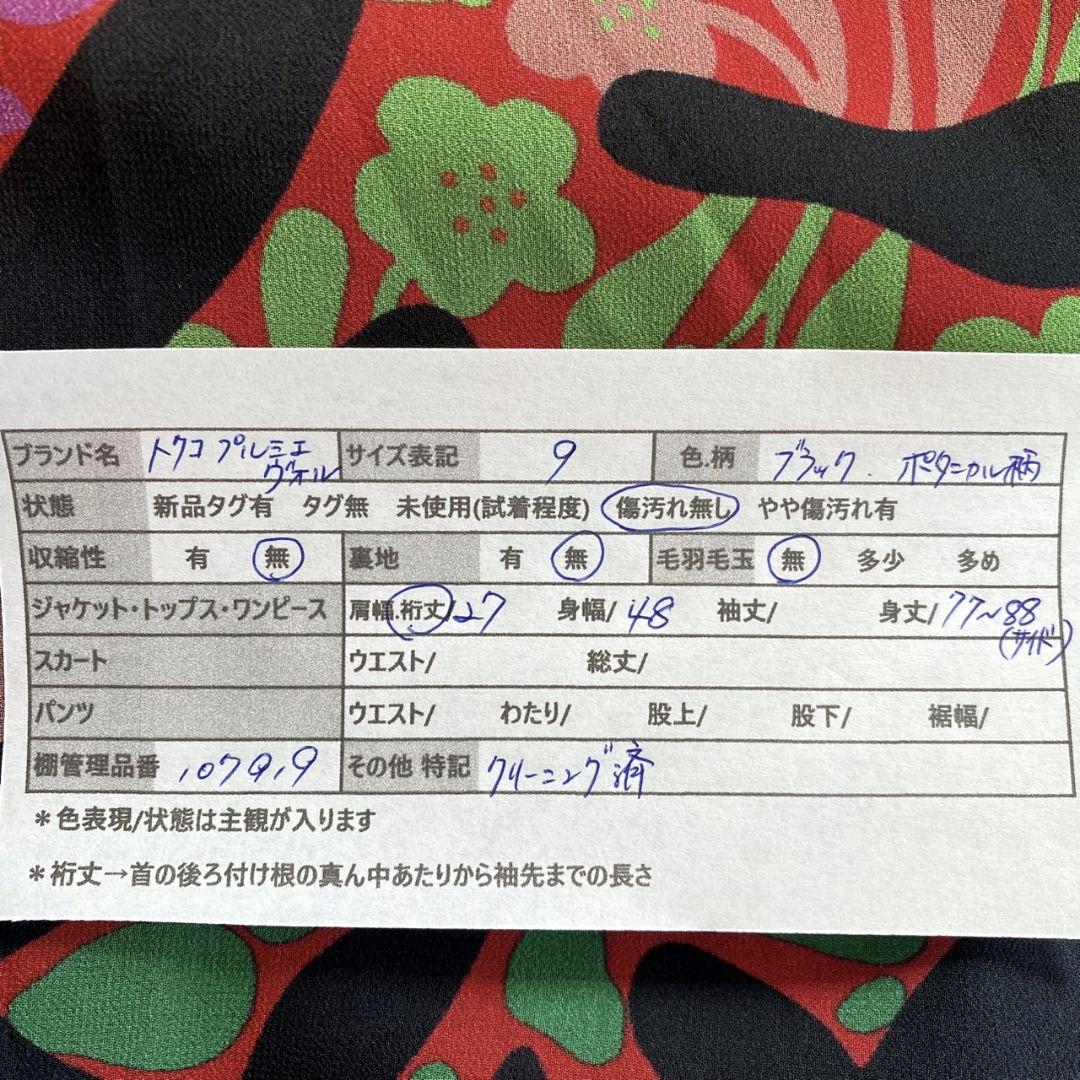 ブランド名 トクコ プルミエ ヴォル サイズ表記 9 色.柄 ブラック. ボタニカル柄
状態 新品タグ有 タグ無 未使用(試着程度) 傷汚れ無し やや傷汚れ有
収縮性 有 無 裏地 有 無 毛羽毛玉 無 多少 多め
ジャケット・トップス・ワンピース 肩幅.裄丈/27 身幅/48 袖丈/ 身丈/77~88 (サイド)
スカート ウエスト/ 総丈/
パンツ ウエスト/ わたり/ 股上/ 股下/ 裾幅/
棚管理品番 その他 特記 クリーニング済
＊色表現/状態は主観が入ります
＊裄丈→首の後ろ付け根の真ん中あたりから袖先までの長さ